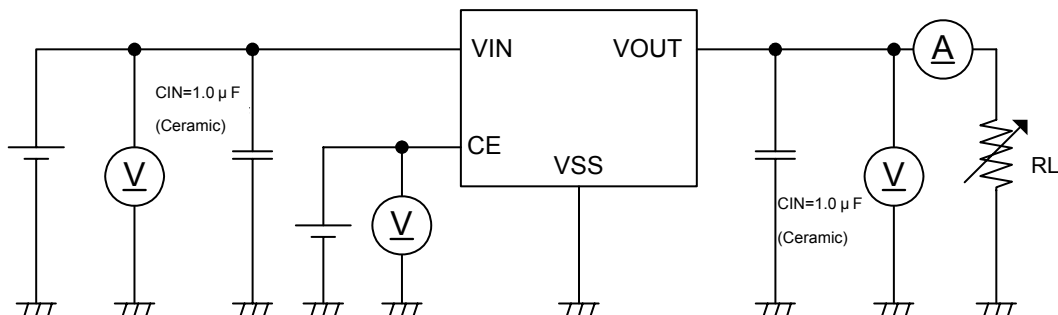 VIN
VOUT
A
CIN=1.0 μ F
(Ceramic)
V
CE
VSS
V
V
RL
CIN=1.0 μ F
(Ceramic)